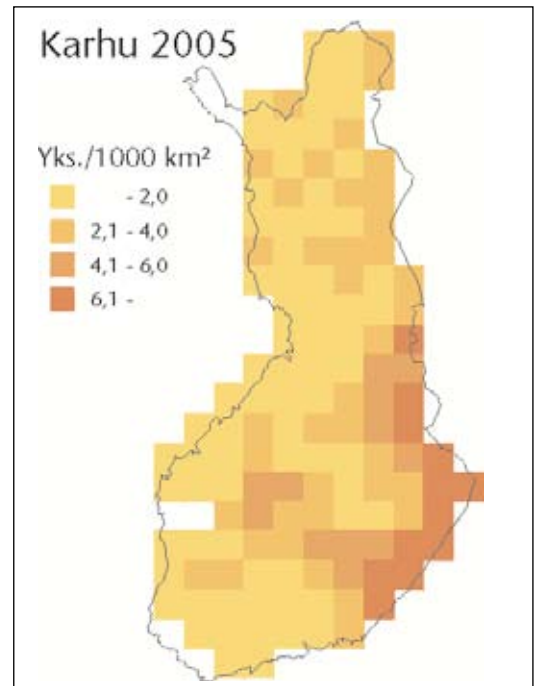 Karhu 2005
Yks./1000 km²
- 2,0
2,1 - 4,0
4,1 - 6,0
6,1 -